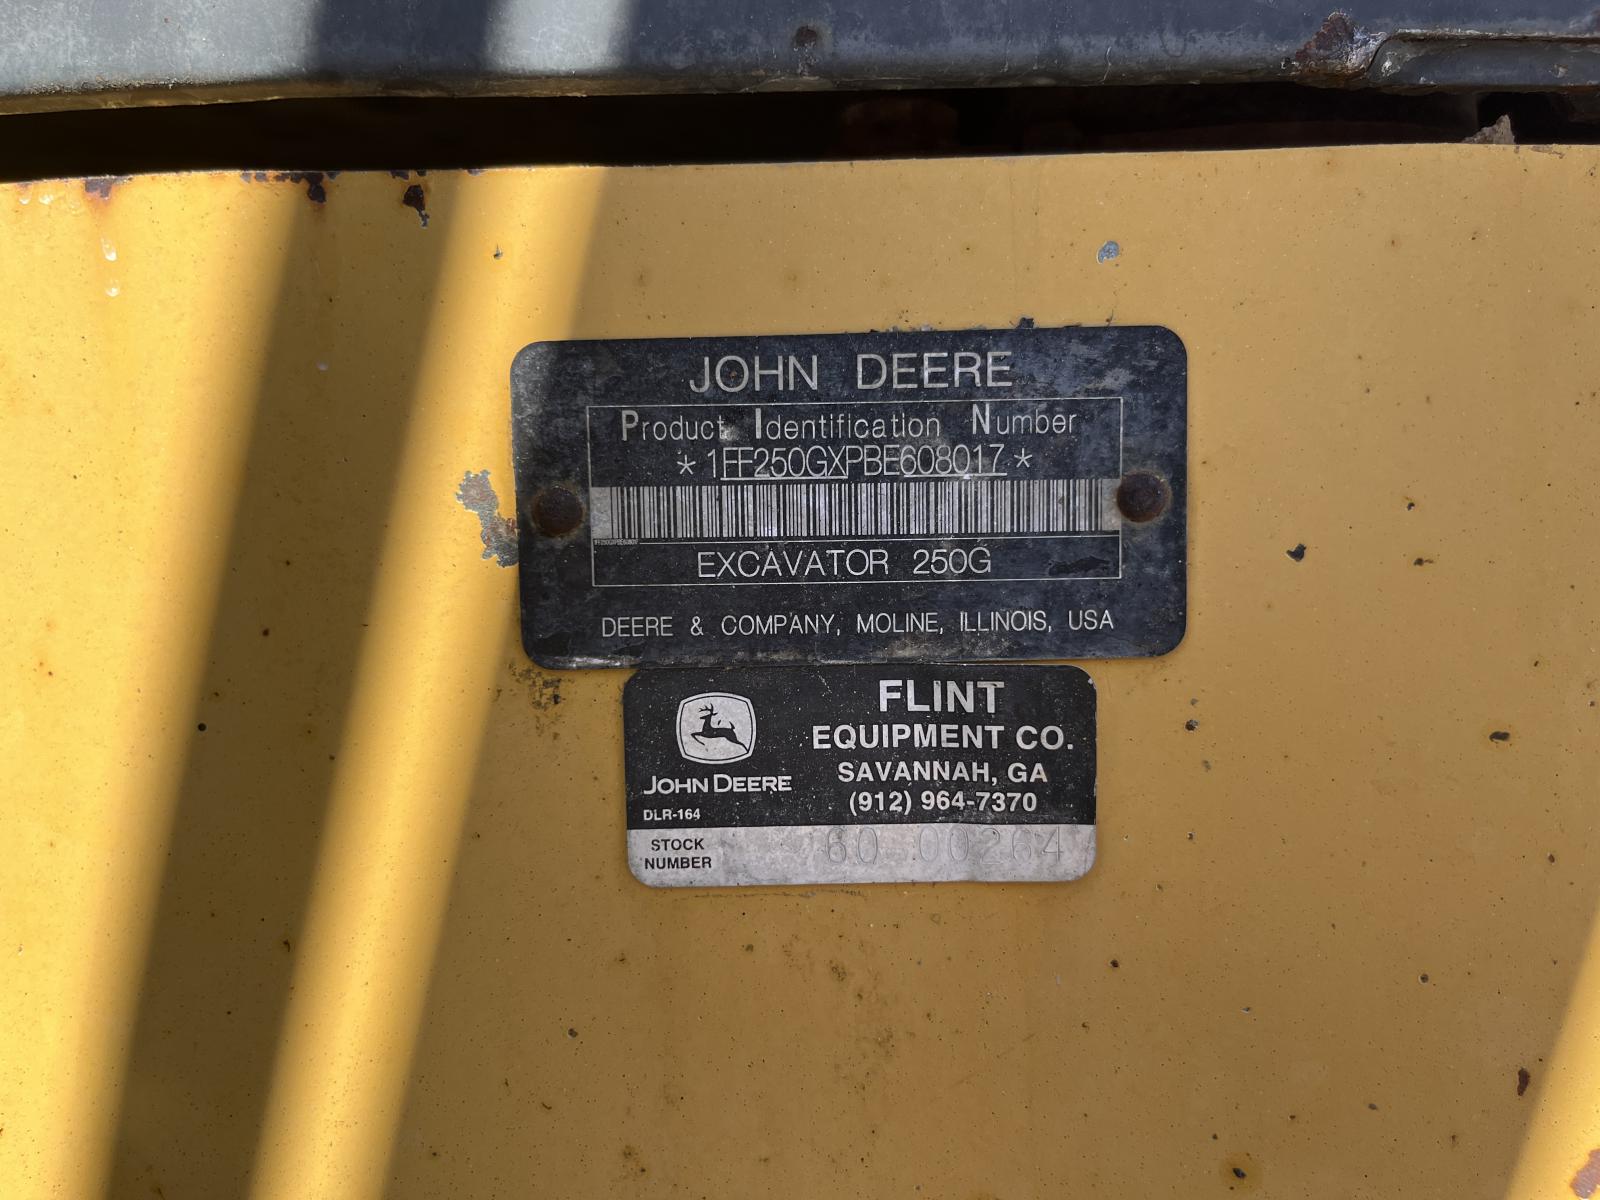 JOHN DEERE
Product Identification Number
*1FF250GXPBE608017*
1FF250GXPBE608017
EXCAVATOR 250G
DEERE & COMPANY, MOLINE, ILLINOIS, USA
JOHN DEERE
DLR-164
FLINT
EQUIPMENT CO.
SAVANNAH, GA
(912) 964-7370
STOCK
NUMBER
60 00264